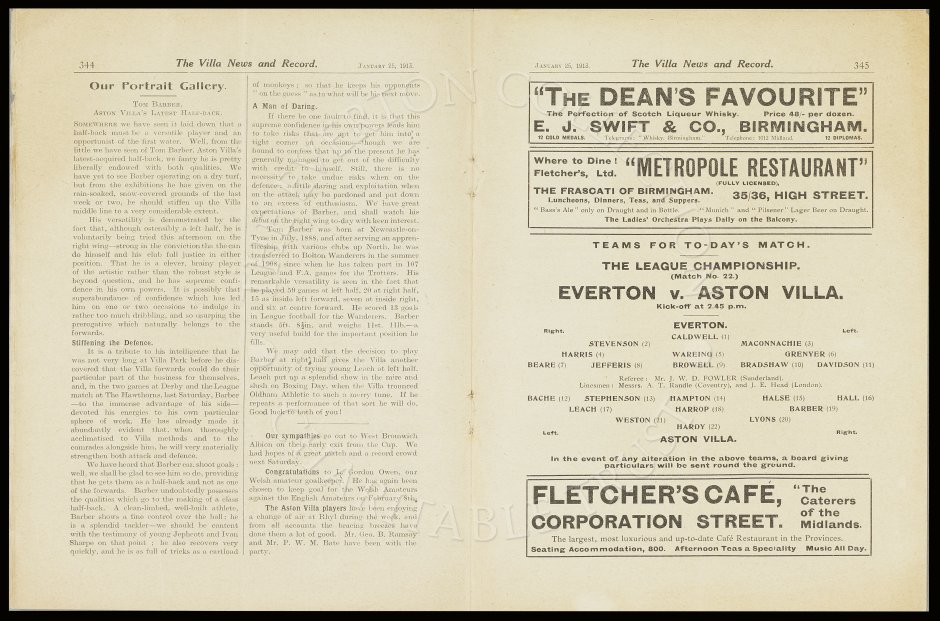 344
The Villa News and Record.
January 25, 1913.
Our Portrait Gallery.
Tom Barber,
Aston Villa's Latest Half-back.
Somewhere we have seen it laid down that a
half-back must be a versatile player and an
opportunist of the first water. Well, from the
little we have seen of Tom Barber, Aston Villa's
latest-acquired half-back, we fancy he is pretty
liberally endowed with both qualities. We
have yet to see Barber operating on a dry turf,
but from the exhibitions he has given on the
rain-soaked, snow-covered grounds of the last
week or two, he should stiffen up the Villa
middle line to a very considerable extent.
His versatility is demonstrated by the
fact that, although ostensibly a left half, he is
voluntarily being tried this afternoon on the
right wing—strong in the conviction that he can
do himself and his club full justice in either
position. That he is a clever, brainy player
of the artistic rather than the robust style is
beyond question, and he has supreme confi-
dence in his own powers. It is possibly that
superabundance of confidence which has led
him on one or two occasions to indulge in
rather too much dribbling, and so usurping the
prerogative which naturally belongs to the
forwards.
Stiffening the Defence.
It is a tribute to his intelligence that he
was not very long at Villa Park before he dis-
covered that the Villa forwards could do their
particular part of the business for themselves,
and, in the two games at Derby and the League
match at The Hawthorns, last Saturday, Barber
—to the immense advantage of his side—
devoted his energies to his own particular
sphere of work. He has already made it
abundantly evident that, when thoroughly
acclimatised to Villa methods and to the
comrades alongside him, he will very materially
strengthen both attack and defence.
We have heard that Barber can shoot goals:
well, we shall be glad to see him so do, providing
that he gets them as a half-back and not as one
of the forwards. Barber undoubtedly possesses
the qualities which go to the making of a class
half-back. A clean-limbed, well-built athlete,
Barber shows a fine control over the ball; he
is a splendid tackler—we should be content
with the testimony of young Jephcott and Ivan
Sharpe on that point; he also recovers very
quickly, and he is as full of tricks as a cartload
of monkeys; so that he keeps his opponents
"on the guess" as to what will be his next move.
A Man of Daring.
If there be one fault to find, it is that this
supreme confidence in his own powers leads him
to take risks that are apt to get him into a
tight corner on occasions—though we are
bound to confess that up to the present he has
generally managed to get out of the difficulty
with credit to himself. Still, there is no
necessity to take undue risks when on the
defence; a little daring and exploitation when
on the attack may be pardoned and put down
to an excess of enthusiasm. We have great
expectations of Barber, and shall watch his
debut on the right wing to-day with keen interest.
Tom Barber was born at Newcastle-on-
Tyne in July, 1888, and after serving an appren-
ticeship with various clubs up North, he was
transferred to Bolton Wanderers in the summer
of 1908, since when he has taken part in 107
League and F.A. games for the Trotters. His
remarkable versatility is seen in the fact that
he played 59 games at left half, 20 at right half,
15 as inside left forward, seven at inside right,
and six at centre forward. He scored 13 goals
in League football for the Wanderers. Barber
stands 5ft. 8½in. and weighs 11st. 11lb.—a
very useful build for the important position he
fills.
We may add that the decision to play
Barber at right half gives the Villa another
opportunity of trying young Leach at left half.
Leach put up a splendid show in the mire and
slush on Boxing Day, when the Villa trounced
Oldham Athletic to such a merry tune. If he
repeats a performance of that sort he will do.
Good luck to both of you!
Our sympathies go out to West Bromwich
Albion on their early exit from the Cup. We
had hopes of a great match and a record crowd
next Saturday.
Congratulations to J. Gordon Owen, our
Welsh amateur goalkeeper. He has again been
chosen to keep goal for the Welsh Amateurs
against the English Amateurs on February 8th.
The Aston Villa players have been enjoying
a change of air at Rhyl during the week, and
from all accounts the bracing breezes have
done them a lot of good. Mr. Geo. B. Ramsay
and Mr. P. W. M. Bate have been with the
party.
January 25, 1913.
The Villa News and Record.
345
"The DEAN'S FAVOURITE"
The Perfection of Scotch Liqueur Whisky. Price 48/- per dozen.
E. J. SWIFT & CO., BIRMINGHAM.
12 GOLD MEDALS. Telegrams: "Whisky, Birmingham." Telephone: 1012 Midland. 12 DIPLOMAS.
Where to Dine! "METROPOLE RESTAURANT"
Fletcher's, Ltd. (FULLY LICENSED),
THE FRASCATI OF BIRMINGHAM. 35/36, HIGH STREET.
Luncheons, Dinners, Teas, and Suppers.
"Bass's Ale" only on Draught and in Bottle. "Munich" and "Pilsener" Lager Beer on Draught.
The Ladies' Orchestra Plays Daily on the Balcony.
TEAMS FOR TO-DAY'S MATCH.
THE LEAGUE CHAMPIONSHIP.
(Match No. 22.)
EVERTON v. ASTON VILLA.
Kick-off at 2.45 p.m.
EVERTON.
Right. CALDWELL (1) Left.
STEVENSON (2) MACONNACHIE (3)
HARRIS (4) WAREING (5) GRENYER (6)
BEARE (7) JEFFERIS (8) BROWELL (9) BRADSHAW (10) DAVISON (11)
Referee: Mr. J. W. D. FOWLER (Sunderland).
Linesmen: Messrs. A. T. Randle (Coventry), and J. E. Head (London).
BACHE (12) STEPHENSON (13) HAMPTON (14) HALSE (15) HALL (16)
LEACH (17) HARROP (18) BARBER (19)
WESTON (21) LYONS (20)
HARDY (22)
Left. Right.
ASTON VILLA.
In the event of any alteration in the above teams, a board giving
particulars will be sent round the ground.
FLETCHER'S CAFÉ, "The
Caterers
CORPORATION STREET. of the
Midlands.
The largest, most luxurious and up-to-date Café Restaurant in the Provinces.
Seating Accommodation, 800. Afternoon Teas a Speciality Music All Day.